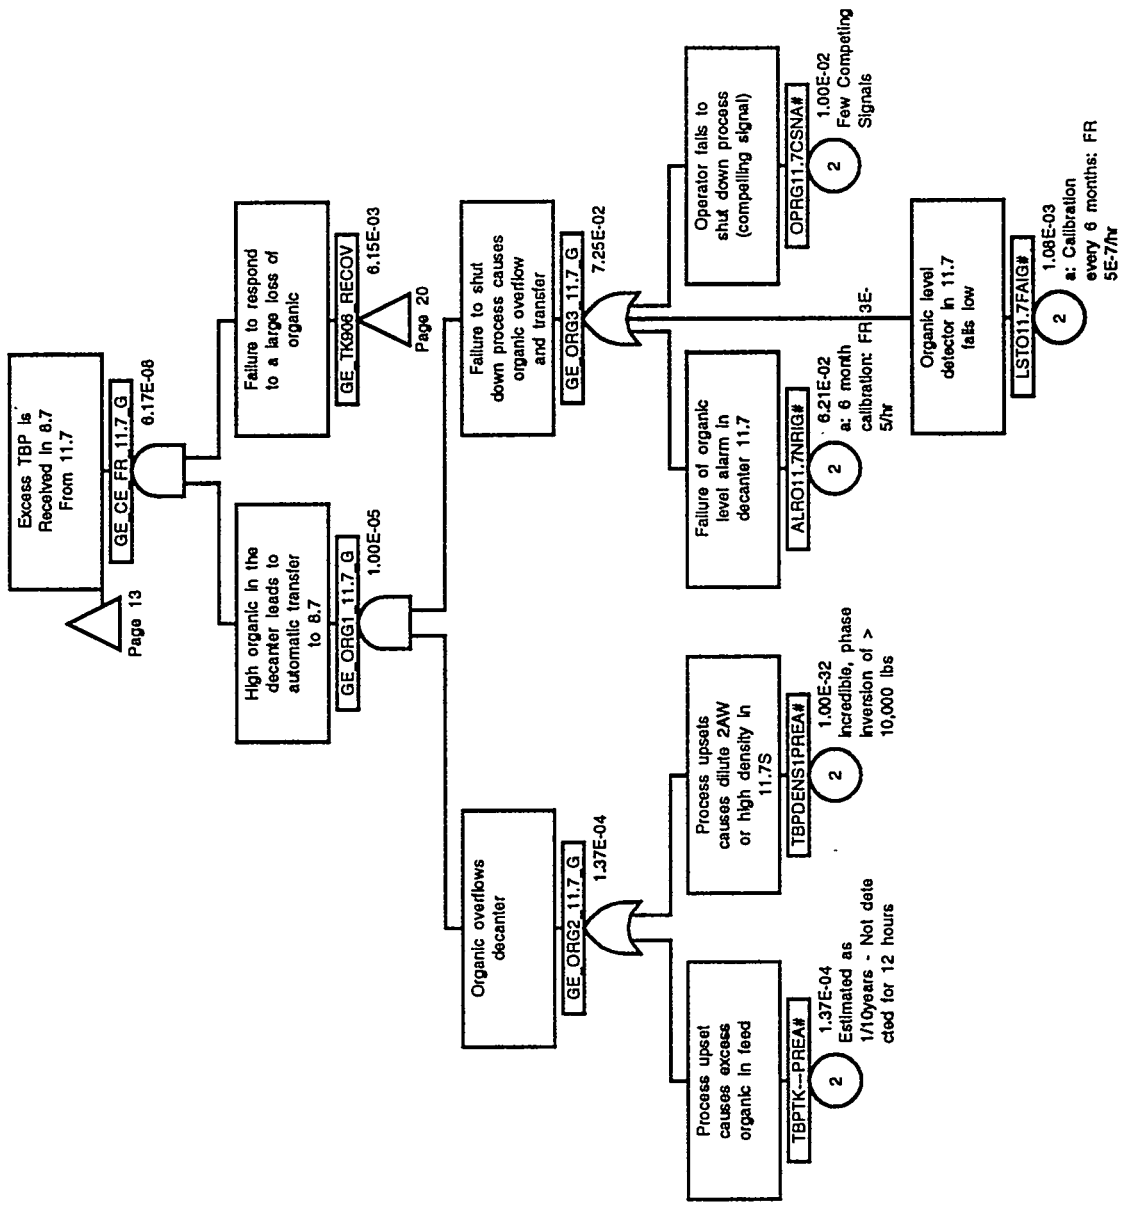 Excess TBP is
Received in 8.7
From 11.7
GE_CE_FR_11.7_G
6.17E-08
Page 13
High organic in the
decanter leads to
automatic transfer
to 8.7
GE_ORG1_11.7_G
1.00E-05
Failure to respond
to a large loss of
organic
GE_TK906_RECOV
6.15E-03
Page 20
Organic overflows
decanter
GE_ORG2_11.7_G
1.37E-04
Failure to shut
down process causes
organic overflow
and transfer
GE_ORG3_11.7_G
7.25E-02
Process upset
causes excess
organic in feed
TBPTK---PREA#
2
1.37E-04
Estimated as
1/10years - Not dete
cted for 12 hours
Process upsets
causes dilute 2AW
or high density in
11.7S
TBPDENS1PREA#
2
1.00E-32
Incredible, phase
inversion of >
10,000 lbs
Failure of organic
level alarm in
decanter 11.7
ALRO11.7NRIG#
2
6.21E-02
a: 6 month
calibration: FR 3E-
5/hr
Operator fails to
shut down process
(compelling signal)
OPRG11.7CSNA#
2
1.00E-02
Few Competing
Signals
Organic level
detector in 11.7
fails low
LSTO11.7FAIG#
2
1.08E-03
a: Calibration
every 6 months: FR
5E-7/hr